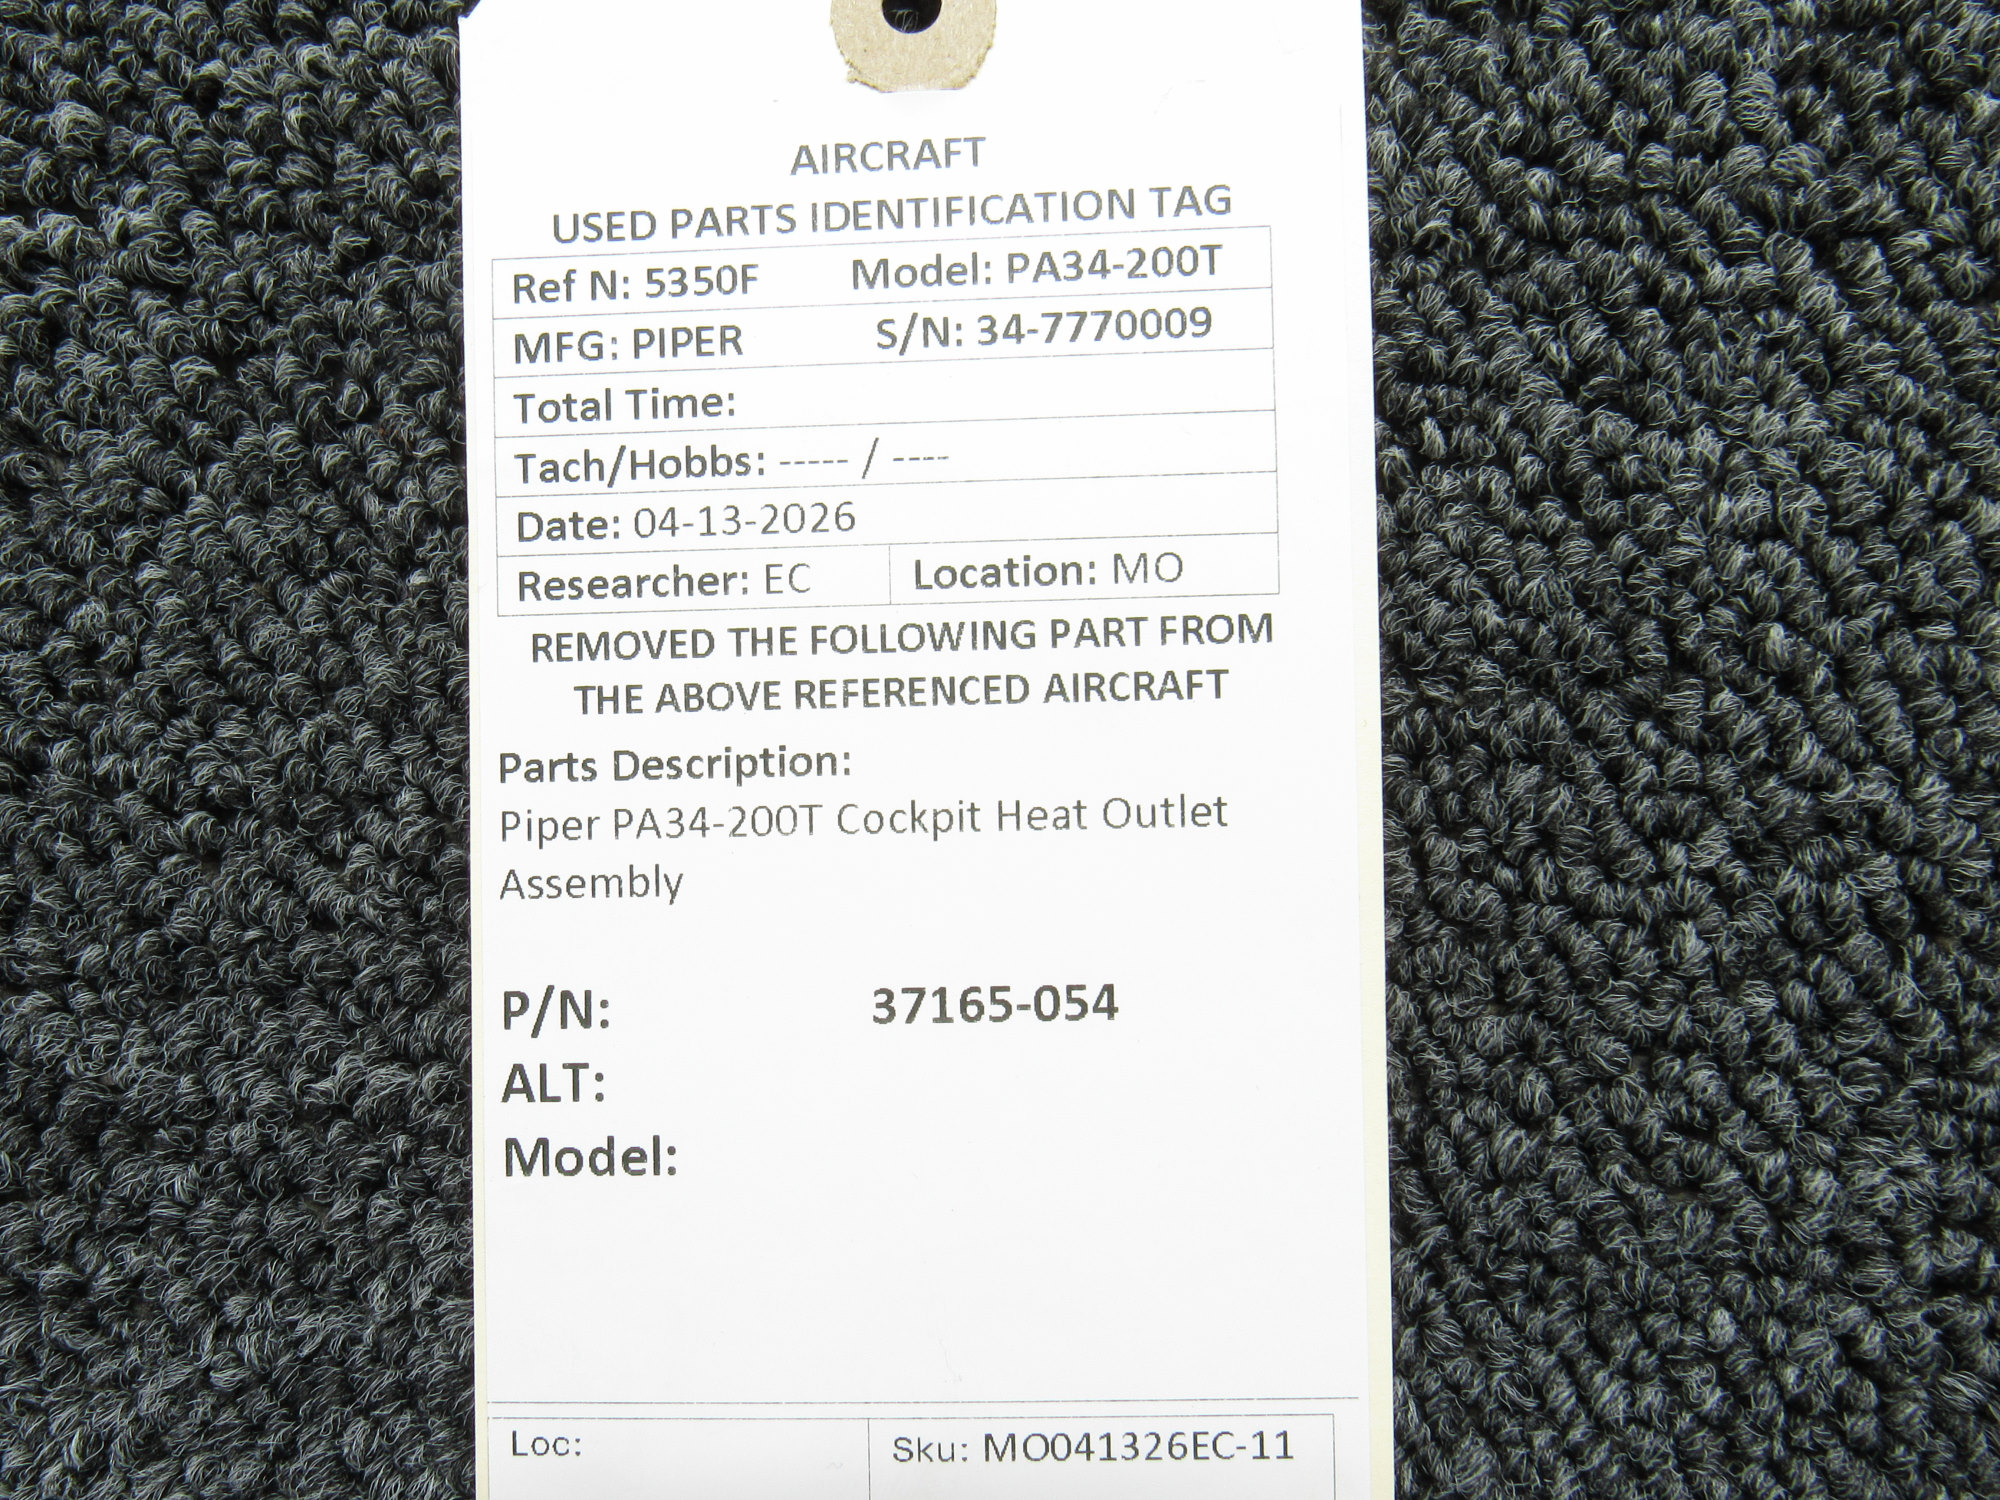 AIRCRAFT
USED PARTS IDENTIFICATION TAG
Ref N: 5350F Model: PA34-200T
MFG: PIPER S/N: 34-7770009
Total Time:
Tach/Hobbs: ----- / ----
Date: 04-13-2026
Researcher: EC Location: MO
REMOVED THE FOLLOWING PART FROM
THE ABOVE REFERENCED AIRCRAFT
Parts Description:
Piper PA34-200T Cockpit Heat Outlet
Assembly
P/N: 37165-054
ALT:
Model:
Loc: Sku: MO041326EC-11